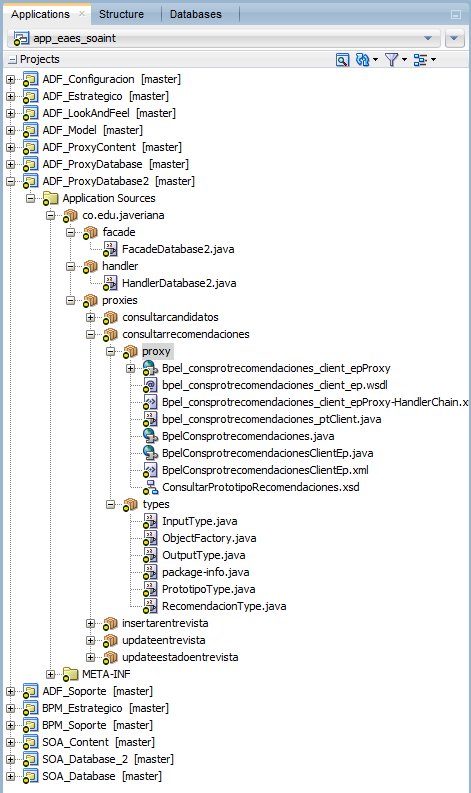 Applications Structure Databases
app_eaes_soaint
Projects
ADF_Configuracion [master]
ADF_Estrategico [master]
ADF_LookAndFeel [master]
ADF_Model [master]
ADF_ProxyContent [master]
ADF_ProxyDatabase [master]
ADF_ProxyDatabase2 [master]
Application Sources
co.edu.javeriana
facade
FacadeDatabase2.java
handler
HandlerDatabase2.java
proxies
consultarcandidatos
consultarrecomendaciones
proxy
Bpel_consprotrecomendaciones_client_epProxy
bpel_consprotrecomendaciones_client_ep.wsdl
Bpel_consprotrecomendaciones_client_epProxy-HandlerChain.x
bpel_consprotrecomendaciones_ptClient.java
BpelConsprotrecomendaciones.java
BpelConsprotrecomendacionesClientEp.java
BpelConsprotrecomendacionesClientEp.xml
ConsultarPrototipoRecomendaciones.xsd
types
InputType.java
ObjectFactory.java
OutputType.java
package-info.java
PrototipoType.java
RecomendacionType.java
insertarentrevista
updateentrevista
updateestadoentrevista
META-INF
ADF_Soporte [master]
BPM_Estrategico [master]
BPM_Soporte [master]
SOA_Content [master]
SOA_Database_2 [master]
SOA_Database [master]